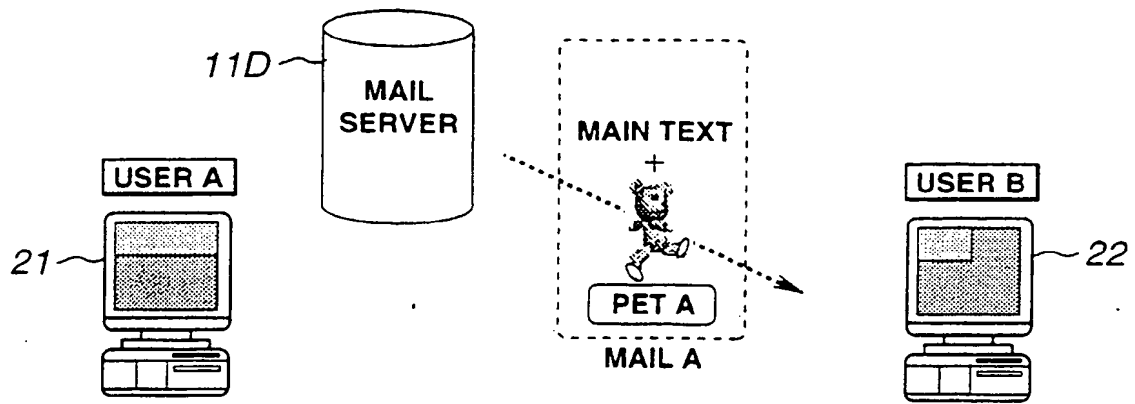 11D
MAIL
SERVER
MAIN TEXT
+
USER A
USER B
21
22
PET A
MAIL A